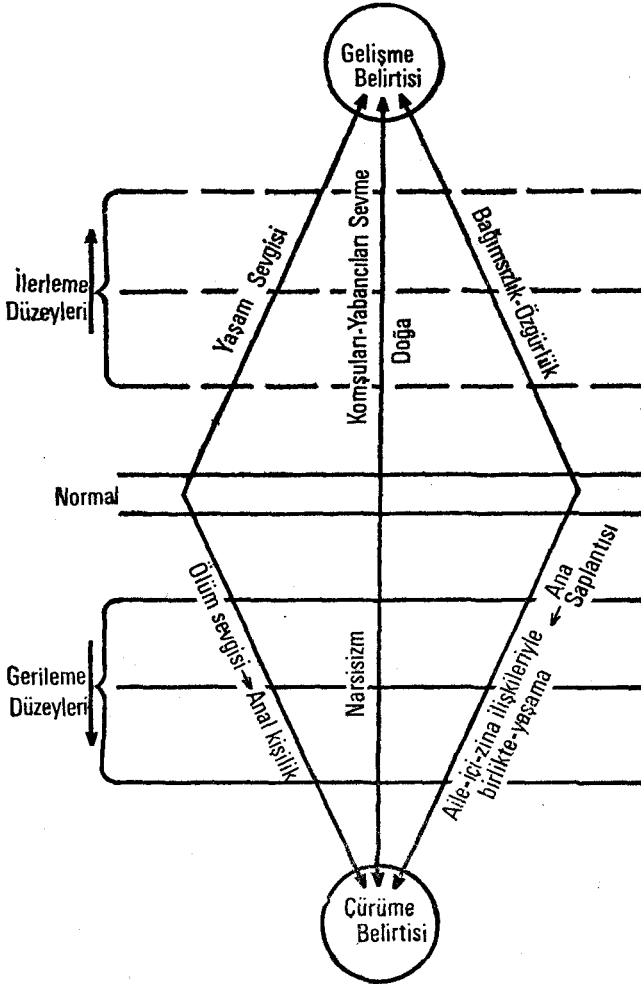 Gelişme
Belirtisi
Yaşam Sevgisi
Komşuları-Yabancıları Sevme
Doğa
Bağımsızlık-Özgürlük
İlerleme
Düzeyleri
Normal
Ölüm sevgisi → Anal kişilik
Narsisizm
Ana
Saplantısı
Aile-içi-zina ilişkileriyle ←
birlikte-yaşama
Gerileme
Düzeyleri
Çürüme
Belirtisi